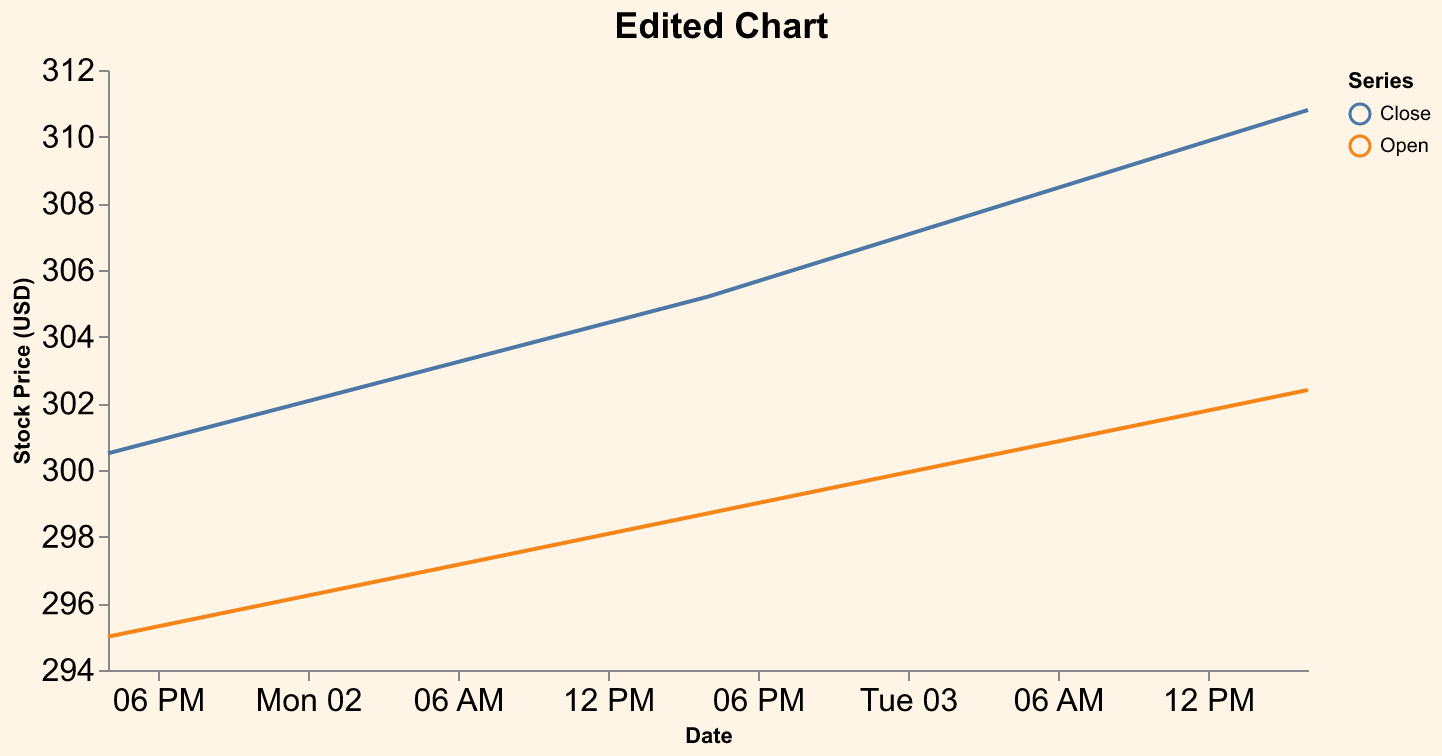 Edited Chart
312
310
308
306
304
302
300
298
296
294
Stock Price (USD)
06 PM
Mon 02
06 AM
12 PM
06 PM
Tue 03
06 AM
12 PM
Date
Series
Close
Open